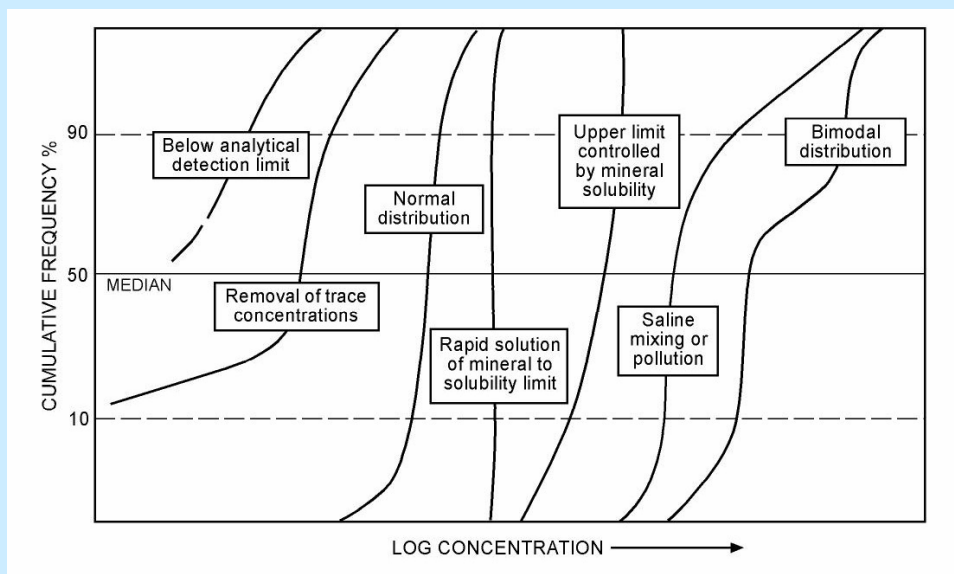 CUMULATIVE FREQUENCY %
90
50
10
MEDIAN
Below analytical
detection limit
Removal of trace
concentrations
Normal
distribution
Rapid solution
of mineral to
solubility limit
Upper limit
controlled
by mineral
solubility
Saline
mixing or
pollution
Bimodal
distribution
LOG CONCENTRATION